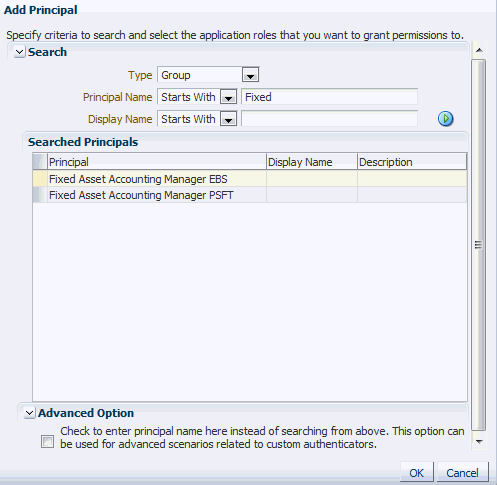 Add Principal
Specify criteria to search and select the application roles that you want to grant permissions to.
Search
Type Group
Principal Name Starts With Fixed
Display Name Starts With
Searched Principals
Principal Display Name Description
Fixed Asset Accounting Manager EBS
Fixed Asset Accounting Manager PSFT
Advanced Option
Check to enter principal name here instead of searching from above. This option can
be used for advanced scenarios related to custom authenticators.
OK Cancel